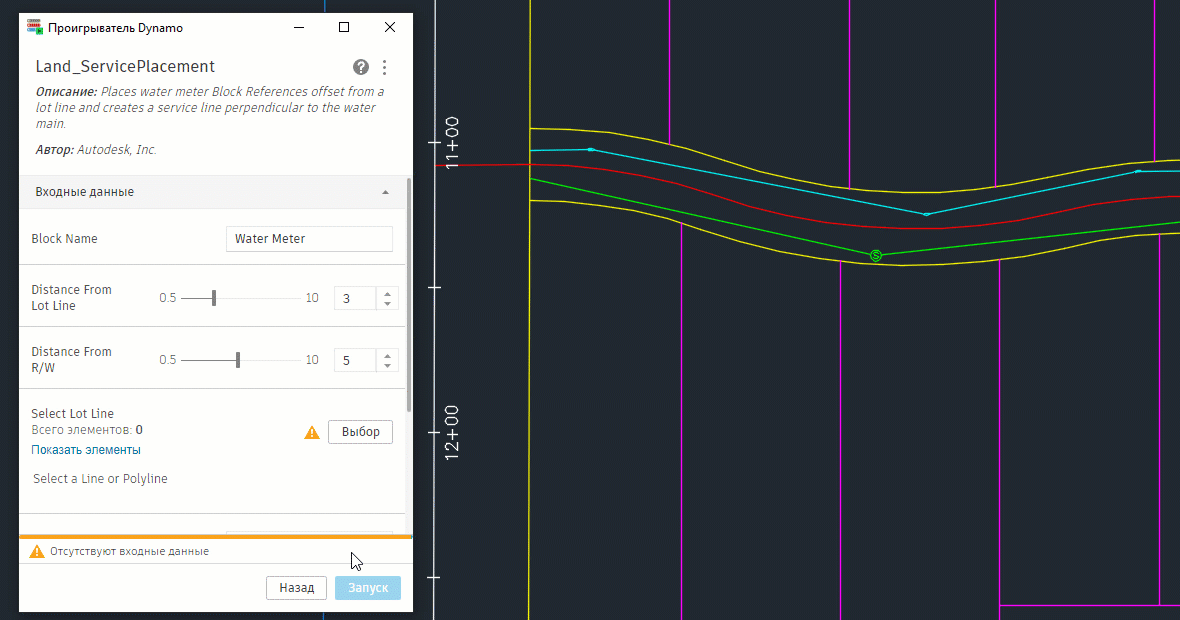 Проигрыватель Dynamo
Land_ServicePlacement
?
Описание: Places water meter Block References offset from a
lot line and creates a service line perpendicular to the water
main.
Автор: Autodesk, Inc.
Входные данные
Block Name
Water Meter
Distance From
Lot Line
0.5
10
3
Distance From
R/W
0.5
10
5
Select Lot Line
Всего элементов: 0
Показать элементы
Выбор
Select a Line or Polyline
Отсутствуют входные данные
Назад
Запуск
11+00
12+00
S